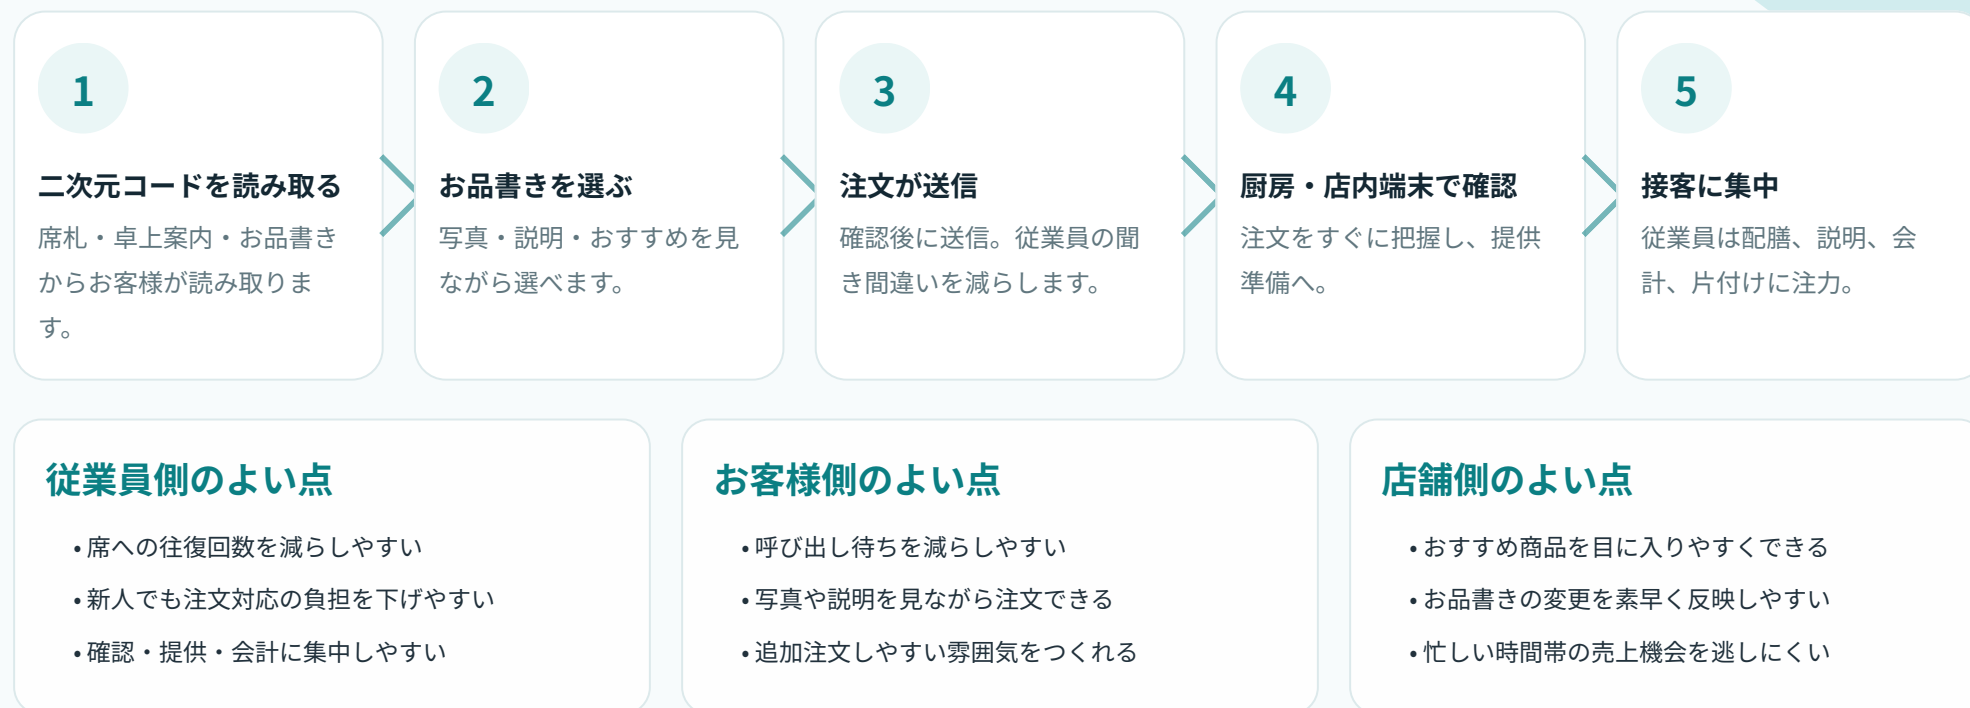 1
二次元コードを読み取る
席札・卓上案内・お品書き
からお客様が読み取りま
す。
2
お品書きを選ぶ
写真・説明・おすすめを見
ながら選べます。
3
注文が送信
確認後に送信。従業員の聞
き間違いを減らします。
4
厨房・店内端末で確認
注文をすぐに把握し、提供
準備へ。
5
接客に集中
従業員は配膳、説明、会
計、片付けに注力。
従業員側のよい点
• 席への往復回数を減らしやすい
• 新人でも注文対応の負担を下げやすい
• 確認・提供・会計に集中しやすい
お客様側のよい点
• 呼び出し待ちを減らしやすい
• 写真や説明を見ながら注文できる
• 追加注文しやすい雰囲気をつくれる
店舗側のよい点
• おすすめ商品を目に入りやすくできる
• お品書きの変更を素早く反映しやすい
• 忙しい時間帯の売上機会を逃しにくい